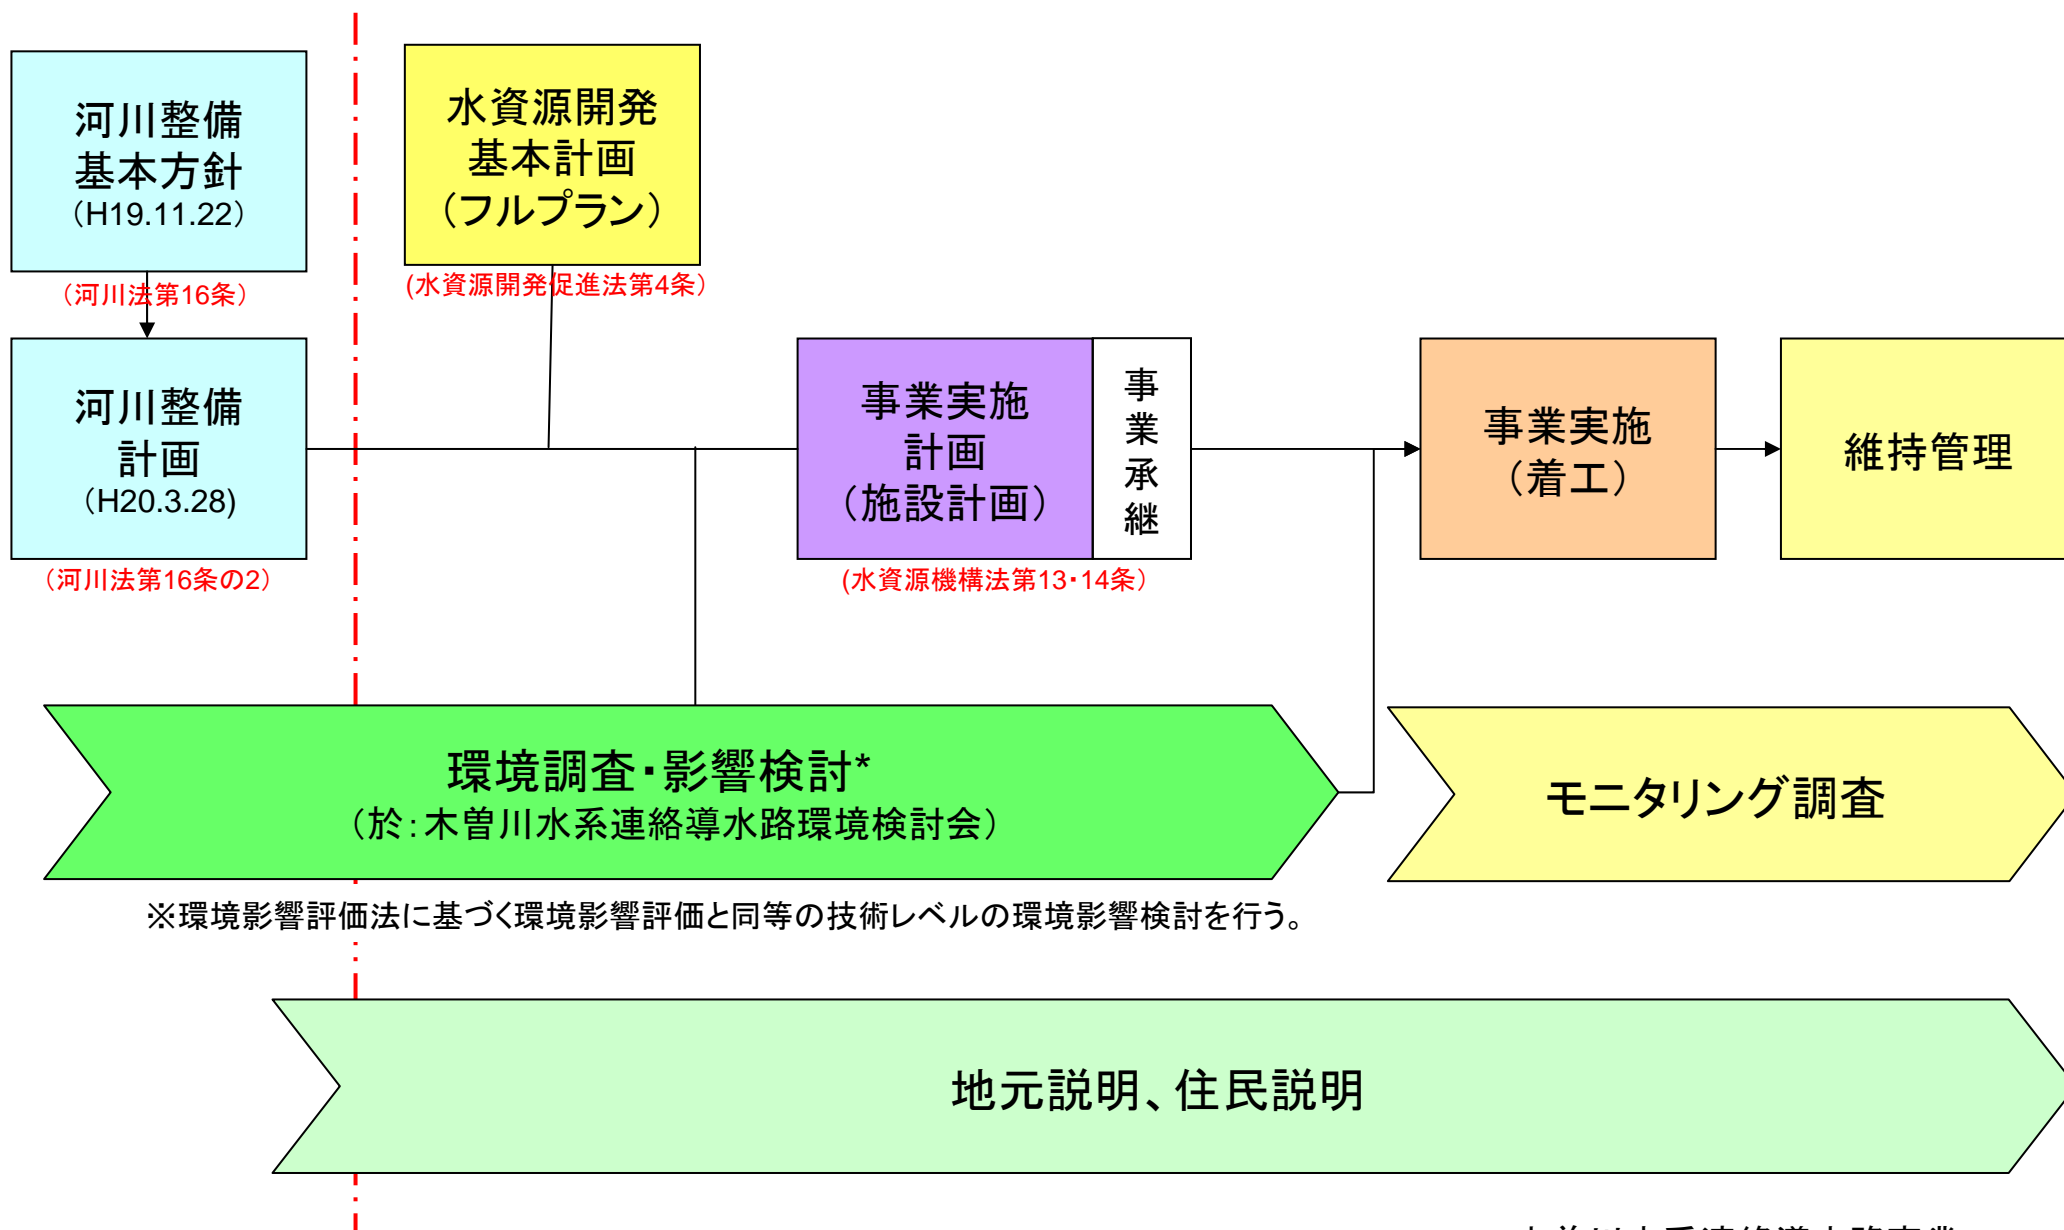 河川整備
基本方針
（H19.11.22）
（河川法第16条）
水資源開発
基本計画
（フルプラン）
(水資源開発促進法第4条）
河川整備
計画
（H20.3.28)
（河川法第16条の2）
事業実施
計画
（施設計画）
事業承継
(水資源機構法第13・14条）
事業実施
（着工）
維持管理
環境調査・影響検討*
（於：木曽川水系連絡導水路環境検討会）
モニタリング調査
※環境影響評価法に基づく環境影響評価と同等の技術レベルの環境影響検討を行う。
地元説明、住民説明